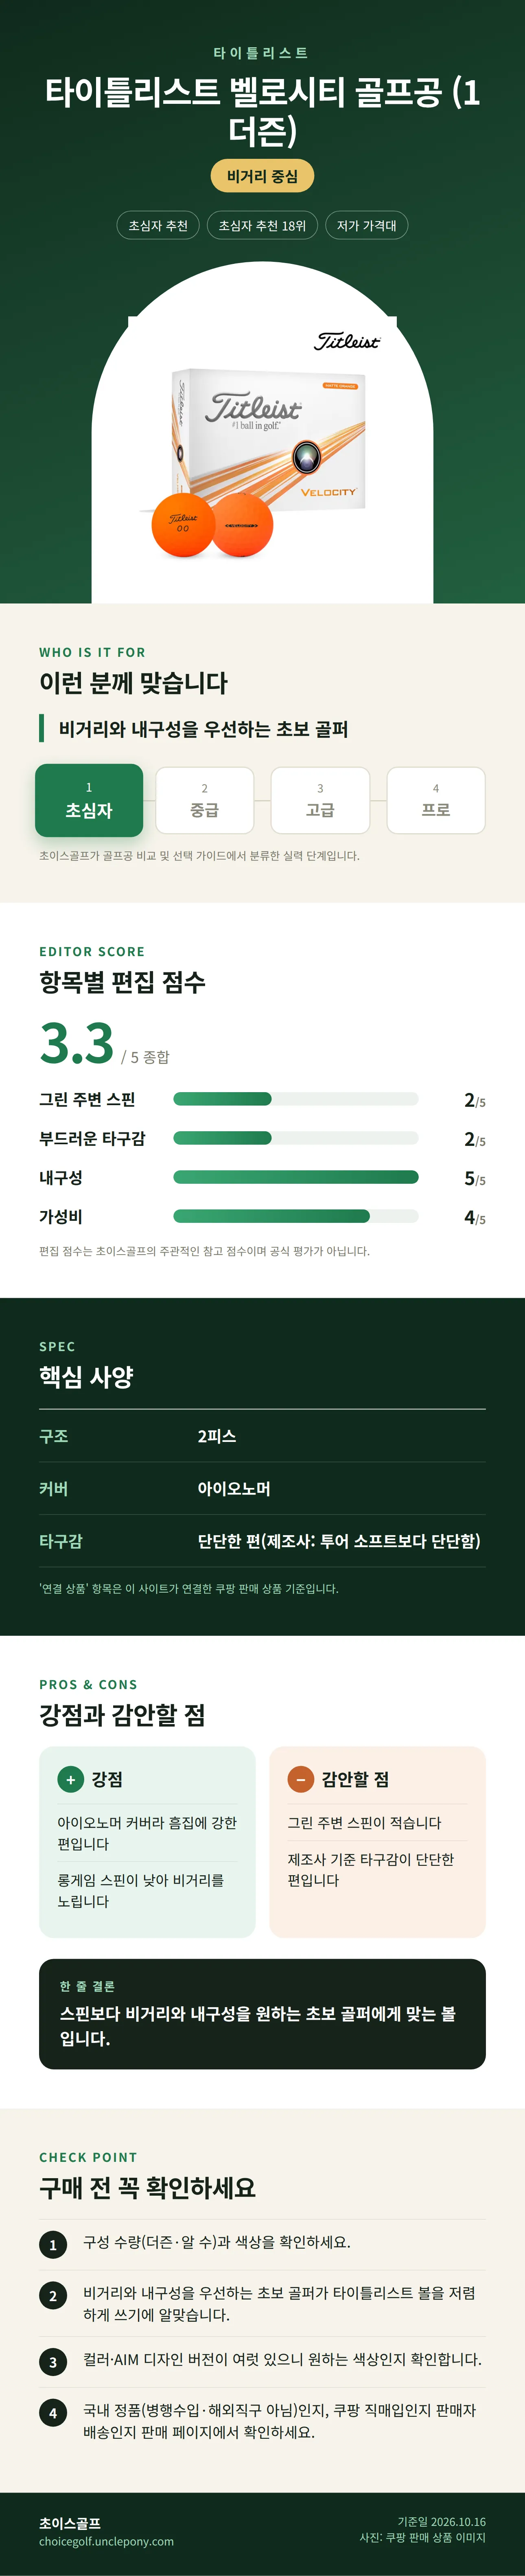 타이틀리스트
타이틀리스트 벨로시티 골프공 (1
더즌)
비거리 중심
초심자 추천
초심자 추천 18위
저가 가격대
Titleist
Titleist
MATTE ORANGE
Titleist
#1 ball in golf.
VELOCITY
Titleist
00
WHO IS IT FOR
이런 분께 맞습니다
비거리와 내구성을 우선하는 초보 골퍼
1
초심자
2
중급
3
고급
4
프로
초이스골프가 골프공 비교 및 선택 가이드에서 분류한 실력 단계입니다.
EDITOR SCORE
항목별 편집 점수
3.3 / 5 종합
그린 주변 스핀 2/5
부드러운 타구감 2/5
내구성 5/5
가성비 4/5
편집 점수는 초이스골프의 주관적인 참고 점수이며 공식 평가가 아닙니다.
SPEC
핵심 사양
구조 2피스
커버 아이오노머
타구감 단단한 편(제조사: 투어 소프트보다 단단함)
'연결 상품' 항목은 이 사이트가 연결한 쿠팡 판매 상품 기준입니다.
PROS & CONS
강점과 감안할 점
+ 강점
아이오노머 커버라 흠집에 강한
편입니다
롱게임 스핀이 낮아 비거리를
노립니다
− 감안할 점
그린 주변 스핀이 적습니다
제조사 기준 타구감이 단단한
편입니다
한 줄 결론
스핀보다 비거리와 내구성을 원하는 초보 골퍼에게 맞는 볼
입니다.
CHECK POINT
구매 전 꼭 확인하세요
1 구성 수량(더즌·알 수)과 색상을 확인하세요.
2 비거리와 내구성을 우선하는 초보 골퍼가 타이틀리스트 볼을 저렴
하게 쓰기에 알맞습니다.
3 컬러·AIM 디자인 버전이 여럿 있으니 원하는 색상인지 확인합니다.
4 국내 정품(병행수입·해외직구 아님)인지, 쿠팡 직매입인지 판매자
배송인지 판매 페이지에서 확인하세요.
초이스골프
choicegolf.unclepony.com
기준일 2026.10.16
사진: 쿠팡 판매 상품 이미지